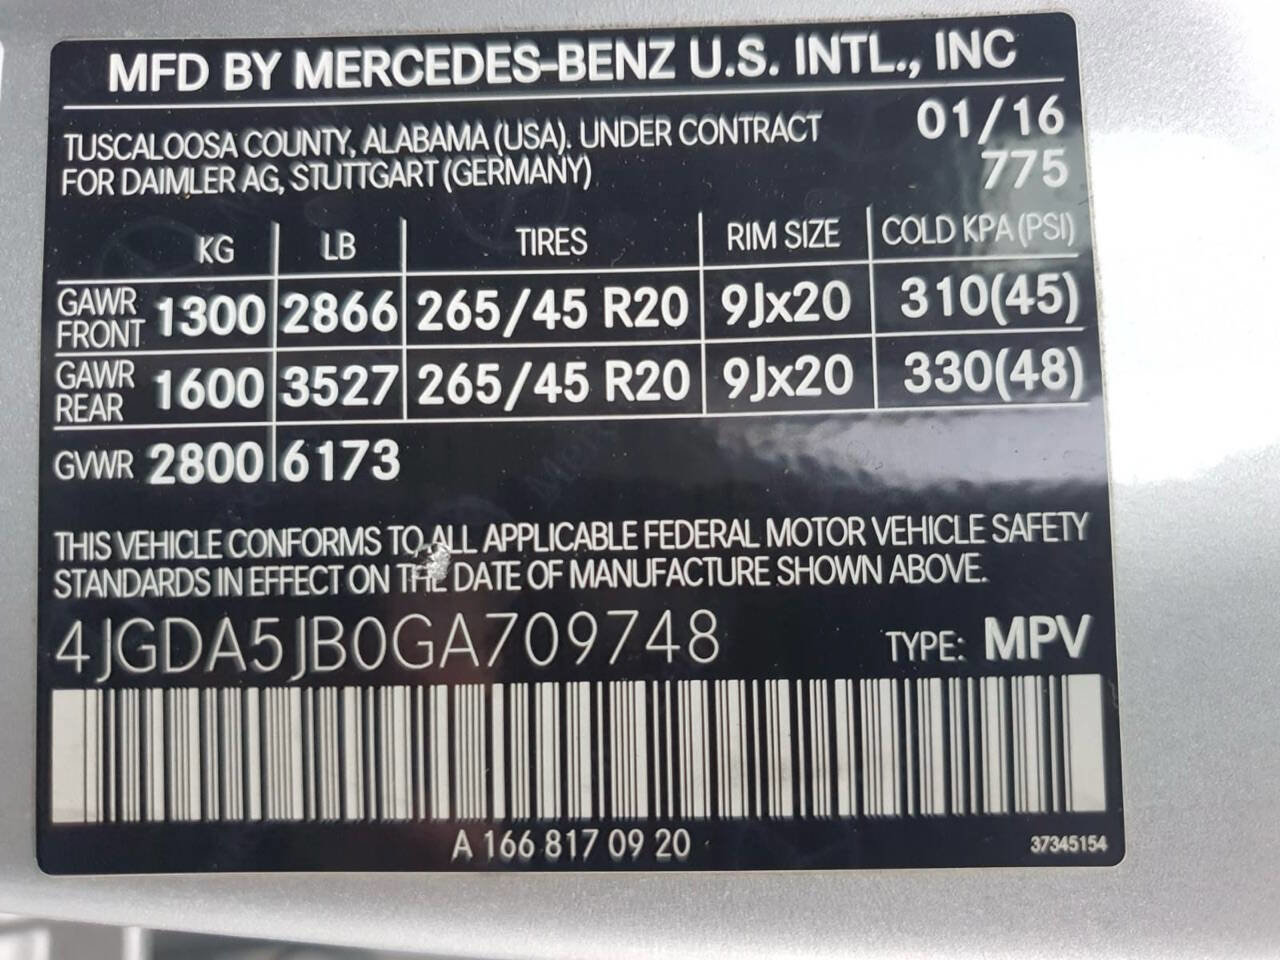 MFD BY MERCEDES-BENZ U.S. INTL., INC
TUSCALOOSA COUNTY, ALABAMA (USA). UNDER CONTRACT 01/16
FOR DAIMLER AG, STUTTGART (GERMANY) 775
KG LB TIRES RIM SIZE COLD KPA (PSI)
GAWR FRONT 1300 2866 265/45 R20 9Jx20 310(45)
GAWR REAR 1600 3527 265/45 R20 9Jx20 330(48)
GVWR 2800 6173
THIS VEHICLE CONFORMS TO ALL APPLICABLE FEDERAL MOTOR VEHICLE SAFETY
STANDARDS IN EFFECT ON THE DATE OF MANUFACTURE SHOWN ABOVE.
4JGDA5JB0GA709748 TYPE: MPV
A 166 817 09 20 37345154